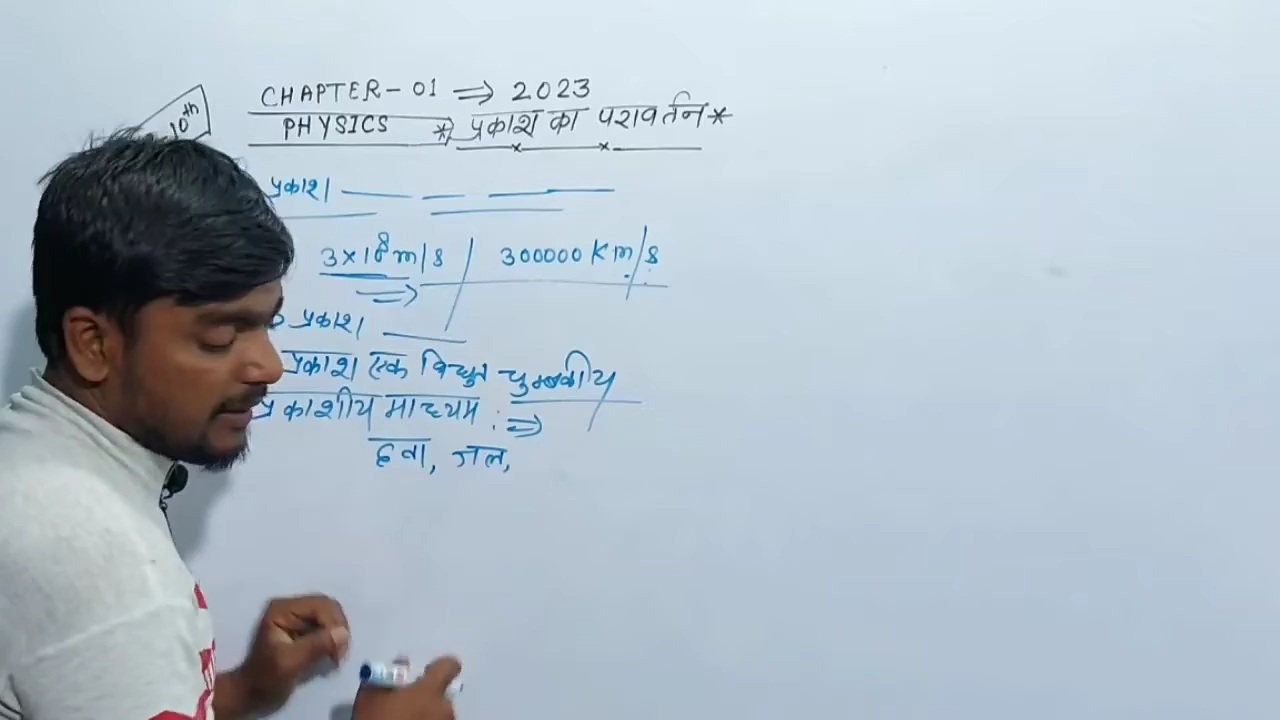 10th
CHAPTER-01 ⇒ 2023
PHYSICS * प्रकाश का परावर्तन *
प्रकाश
3×10⁸ m/s / 300000 Km/s
⇒
प्रकाश
प्रकाश एक विद्युत चुम्बकीय
प्रकाशीय माध्यम : ⇒
हवा, जल,